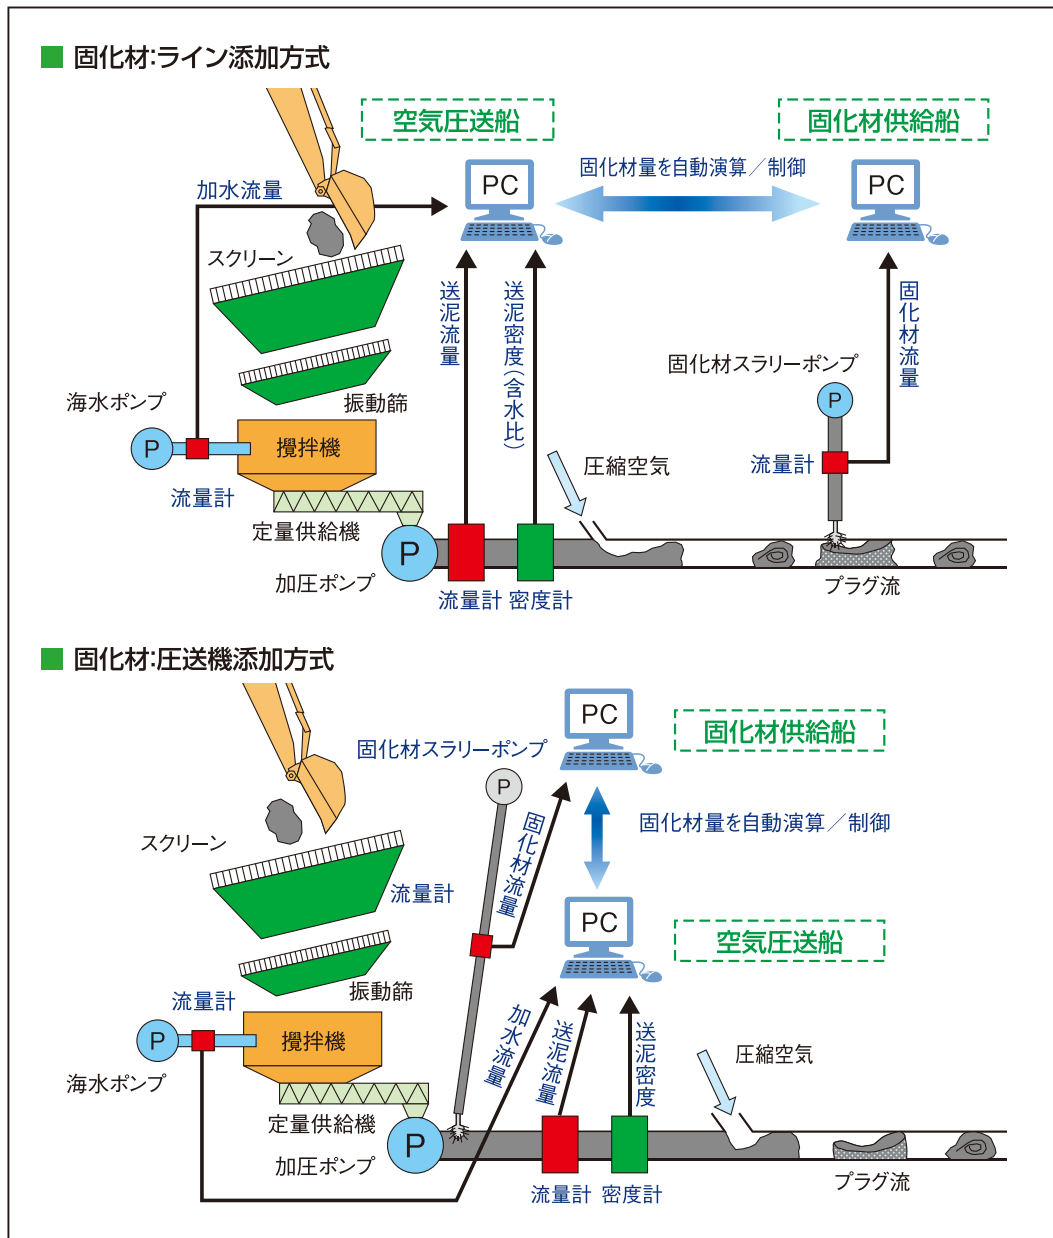 固化材:ライン添加方式
空気圧送船
固化材供給船
固化材量を自動演算／制御
PC
PC
加水流量
スクリーン
送泥流量
送泥密度(含水比)
固化材流量
固化材スラリーポンプ
P
海水ポンプ
振動篩
P
攪拌機
圧縮空気
流量計
流量計
定量供給機
P
加圧ポンプ
流量計
密度計
プラグ流
固化材:圧送機添加方式
PC
固化材供給船
固化材スラリーポンプ
P
固化材流量
固化材量を自動演算／制御
スクリーン
流量計
PC
空気圧送船
振動篩
流量計
加水流量
送泥流量
送泥密度
P
攪拌機
圧縮空気
海水ポンプ
定量供給機
P
加圧ポンプ
流量計
密度計
プラグ流